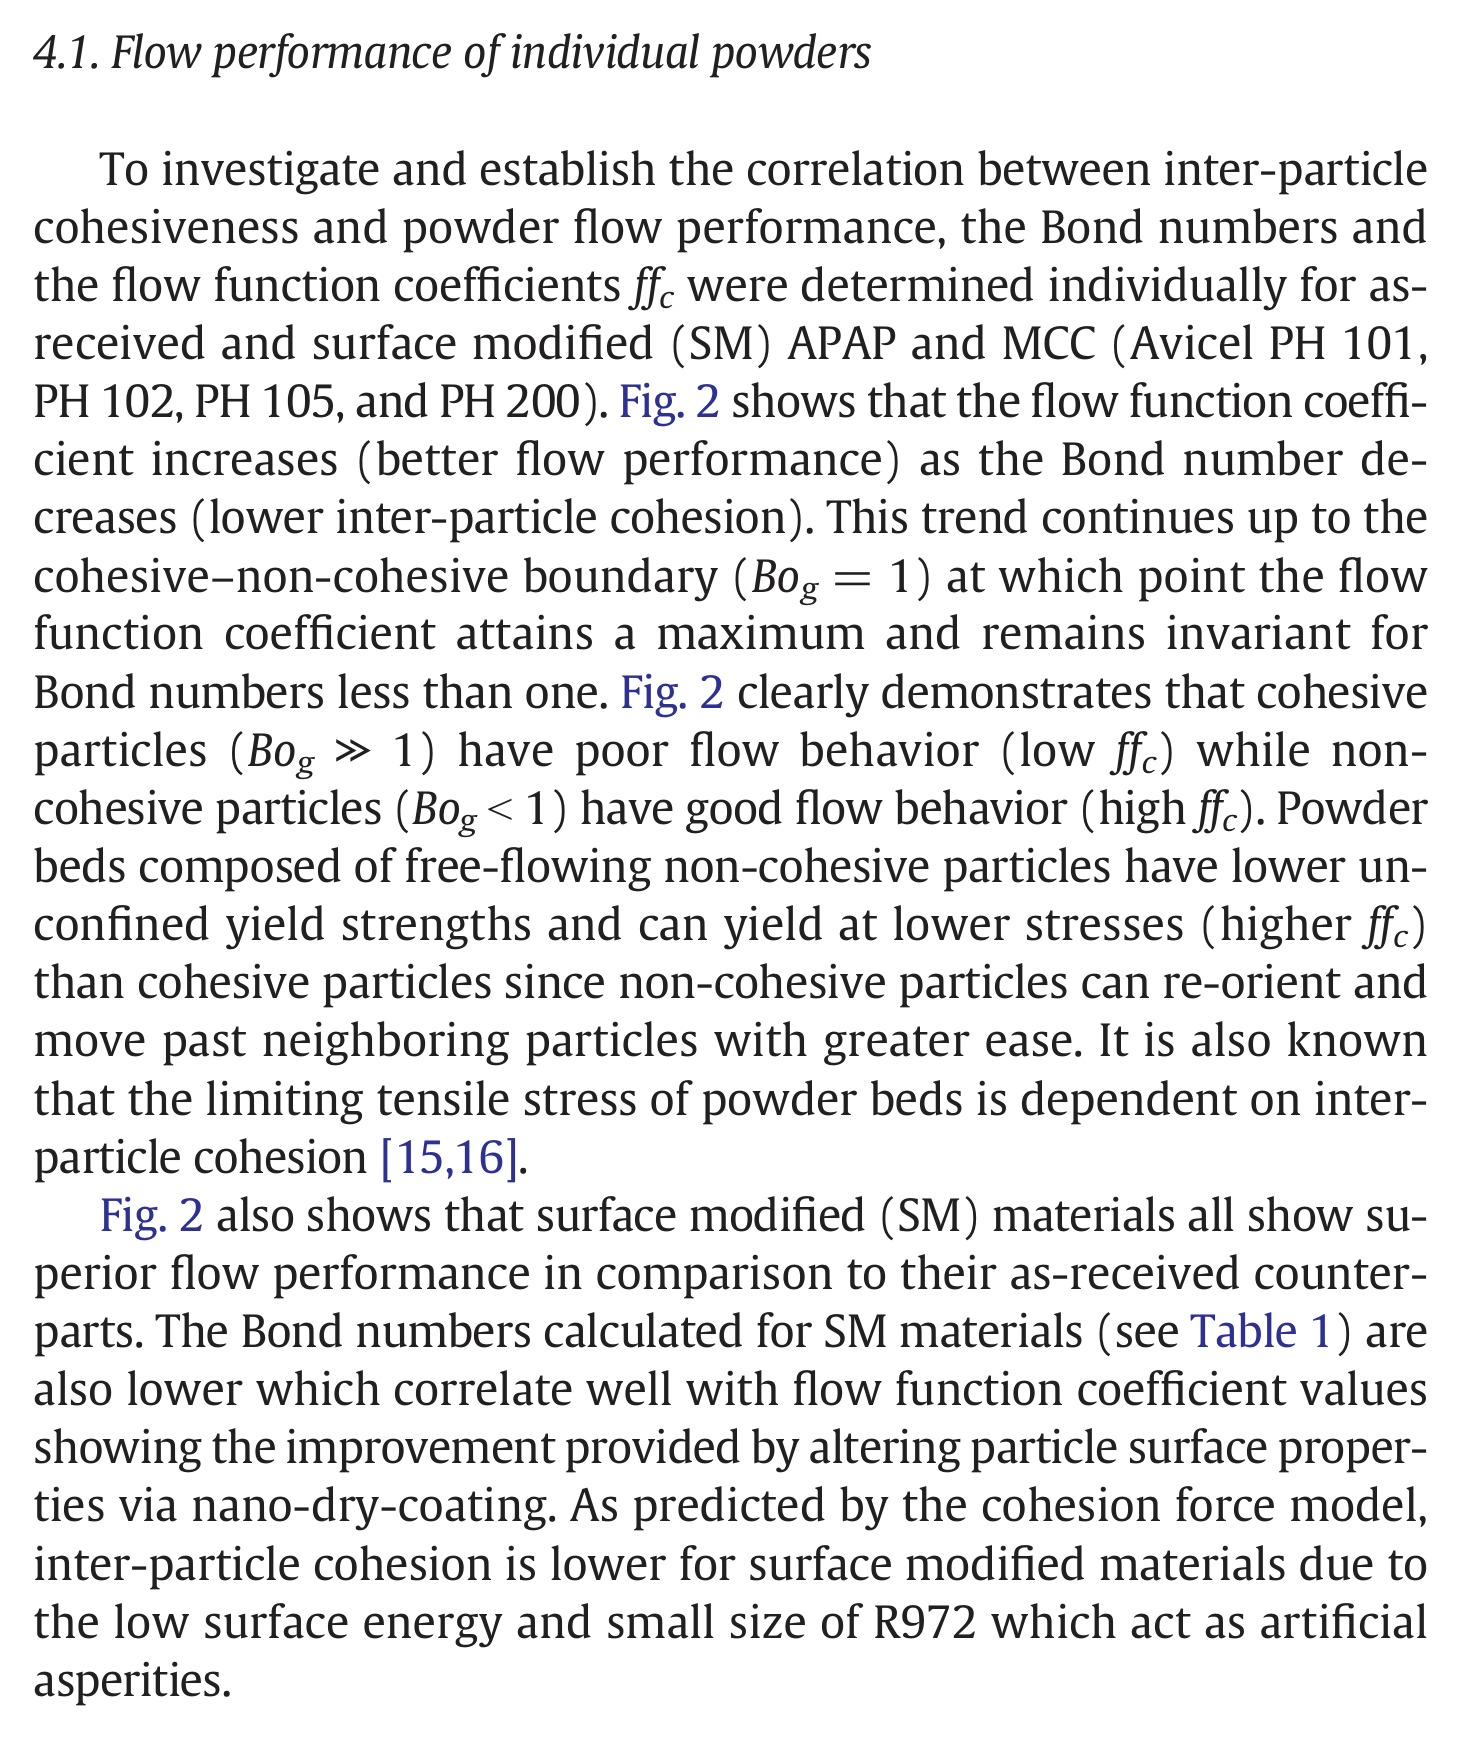 4.1. Flow performance of individual powders
To investigate and establish the correlation between inter-particle
cohesiveness and powder flow performance, the Bond numbers and
the flow function coefficients ffc were determined individually for as-
received and surface modified (SM) APAP and MCC (Avicel PH 101,
PH 102, PH 105, and PH 200). Fig. 2 shows that the flow function coeffi-
cient increases (better flow performance) as the Bond number de-
creases (lower inter-particle cohesion). This trend continues up to the
cohesive–non-cohesive boundary (Bog = 1) at which point the flow
function coefficient attains a maximum and remains invariant for
Bond numbers less than one. Fig. 2 clearly demonstrates that cohesive
particles (Bog ≫ 1) have poor flow behavior (low ffc) while non-
cohesive particles (Bog < 1) have good flow behavior (high ffc). Powder
beds composed of free-flowing non-cohesive particles have lower un-
confined yield strengths and can yield at lower stresses (higher ffc)
than cohesive particles since non-cohesive particles can re-orient and
move past neighboring particles with greater ease. It is also known
that the limiting tensile stress of powder beds is dependent on inter-
particle cohesion [15,16].
Fig. 2 also shows that surface modified (SM) materials all show su-
perior flow performance in comparison to their as-received counter-
parts. The Bond numbers calculated for SM materials (see Table 1) are
also lower which correlate well with flow function coefficient values
showing the improvement provided by altering particle surface proper-
ties via nano-dry-coating. As predicted by the cohesion force model,
inter-particle cohesion is lower for surface modified materials due to
the low surface energy and small size of R972 which act as artificial
asperities.